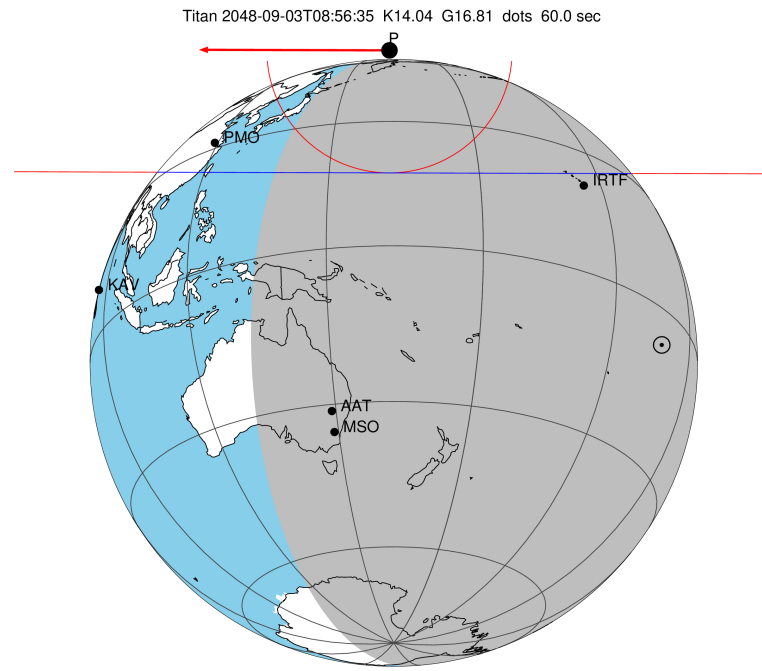 Titan 2048-09-03T08:56:35 K14.04 G16.81 dots 60.0 sec
P
PMO
IRTF
KAV
AAT
MSO